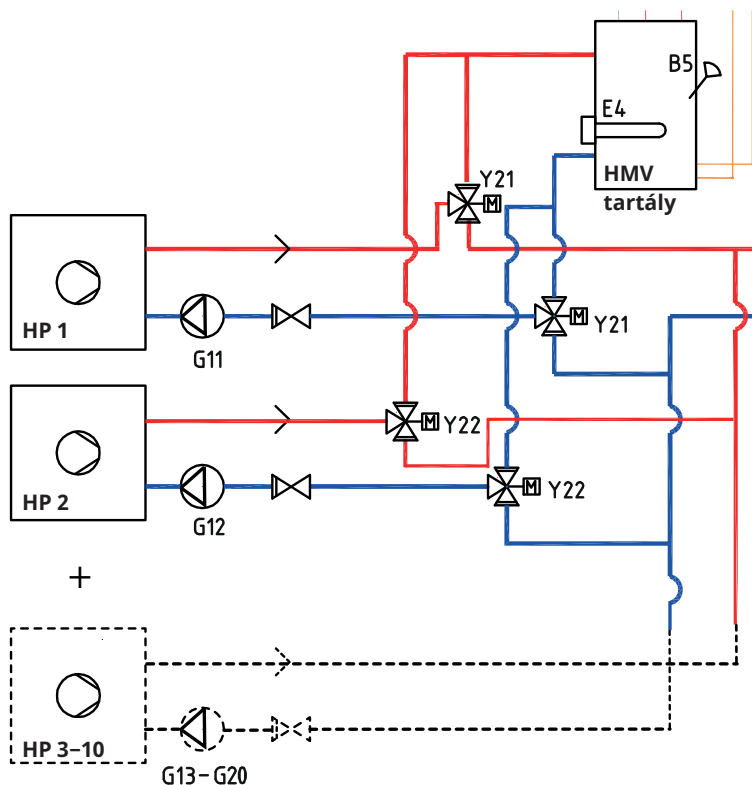 B5
E4
HMV
tartály
Y21
M
HP 1
G11
M
Y21
M
Y22
HP 2
G12
M
Y22
+
HP 3–10
G13–G20